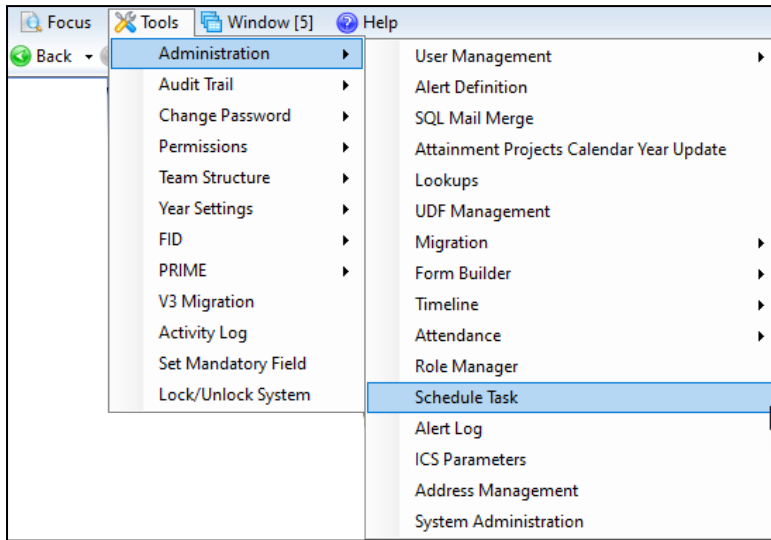 Focus Tools Window [5] Help
Back
Administration
Audit Trail
Change Password
Permissions
Team Structure
Year Settings
FID
PRIME
V3 Migration
Activity Log
Set Mandatory Field
Lock/Unlock System
User Management
Alert Definition
SQL Mail Merge
Attainment Projects Calendar Year Update
Lookups
UDF Management
Migration
Form Builder
Timeline
Attendance
Role Manager
Schedule Task
Alert Log
ICS Parameters
Address Management
System Administration